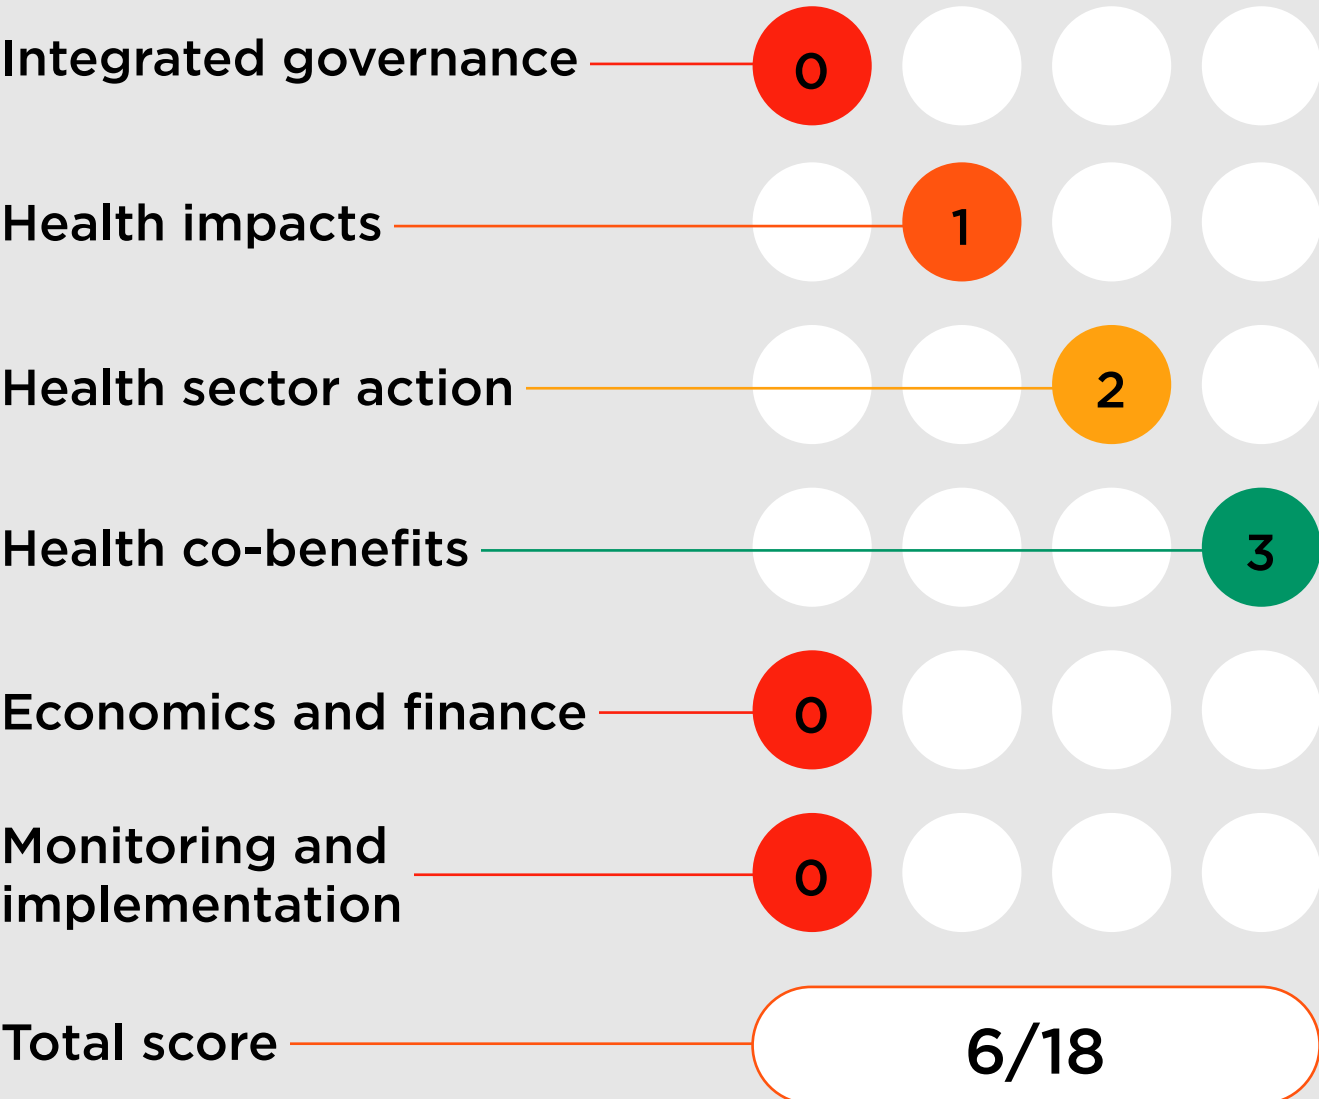 Integrated governance 0
Health impacts 1
Health sector action 2
Health co-benefits 3
Economics and finance 0
Monitoring and
implementation 0
Total score 6/18